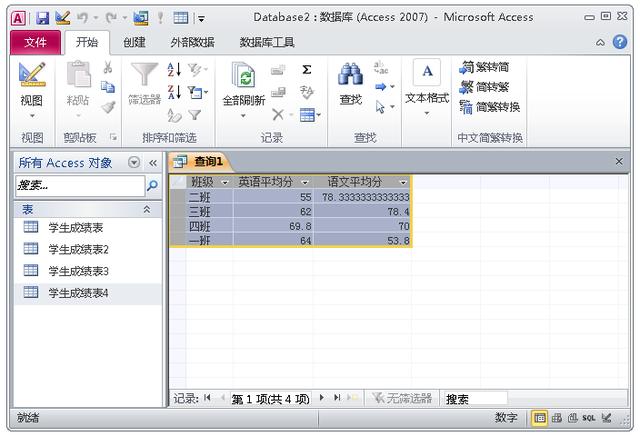 Database2 : 数据库 (Access 2007) - Microsoft Access
文件 开始 创建 外部数据 数据库工具
视图 粘贴 筛选器 全部刷新 查找 文本格式 简繁转简
繁简转繁
简繁转换
视图 剪贴板 排序和筛选 记录 查找 中文简繁转换
所有 Access 对象
搜索...
表
学生成绩表
学生成绩表2
学生成绩表3
学生成绩表4
查询1
班级 英语平均分 语文平均分
二班 55 78.3333333333333
三班 62 78.4
四班 69.8 70
一班 64 53.8
记录: 第 1 项(共 4 项) 无筛选器 搜索
就绪 数字 SQL